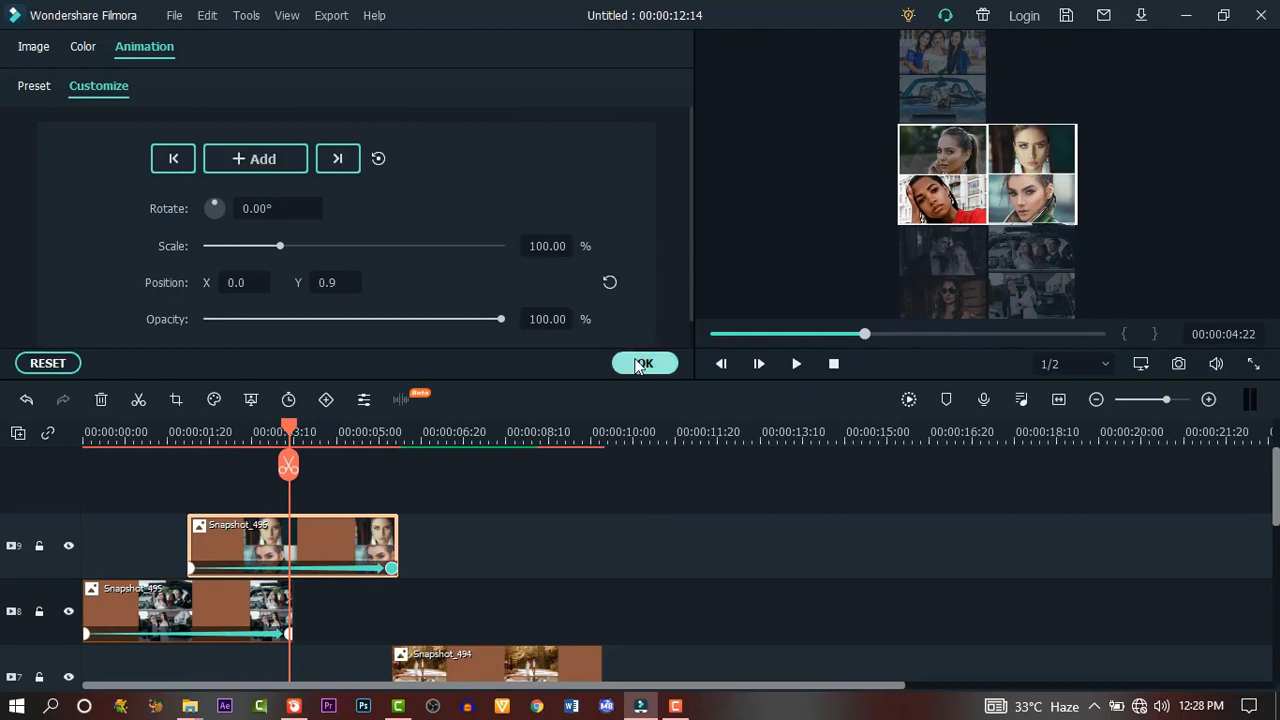 Wondershare Filmora File Edit Tools View Export Help Untitled : 00:00:12:14 Login
Image Color Animation
Preset Customize
+ Add
Rotate: 0.00°
Scale: 100.00 %
Position: X 0.0 Y 0.9
Opacity: 100.00 %
RESET OK
00:00:04:22
1/2
Beta
00:00:00:00 00:00:01:20 00:00:03:10 00:00:05:00 00:00:06:20 00:00:08:10 00:00:10:00 00:00:11:20 00:00:13:10 00:00:15:00 00:00:16:20 00:00:18:10 00:00:20:00 00:00:21:20
9 Snapshot_496
8 Snapshot_495
7 Snapshot_494
33°C Haze 12:28 PM